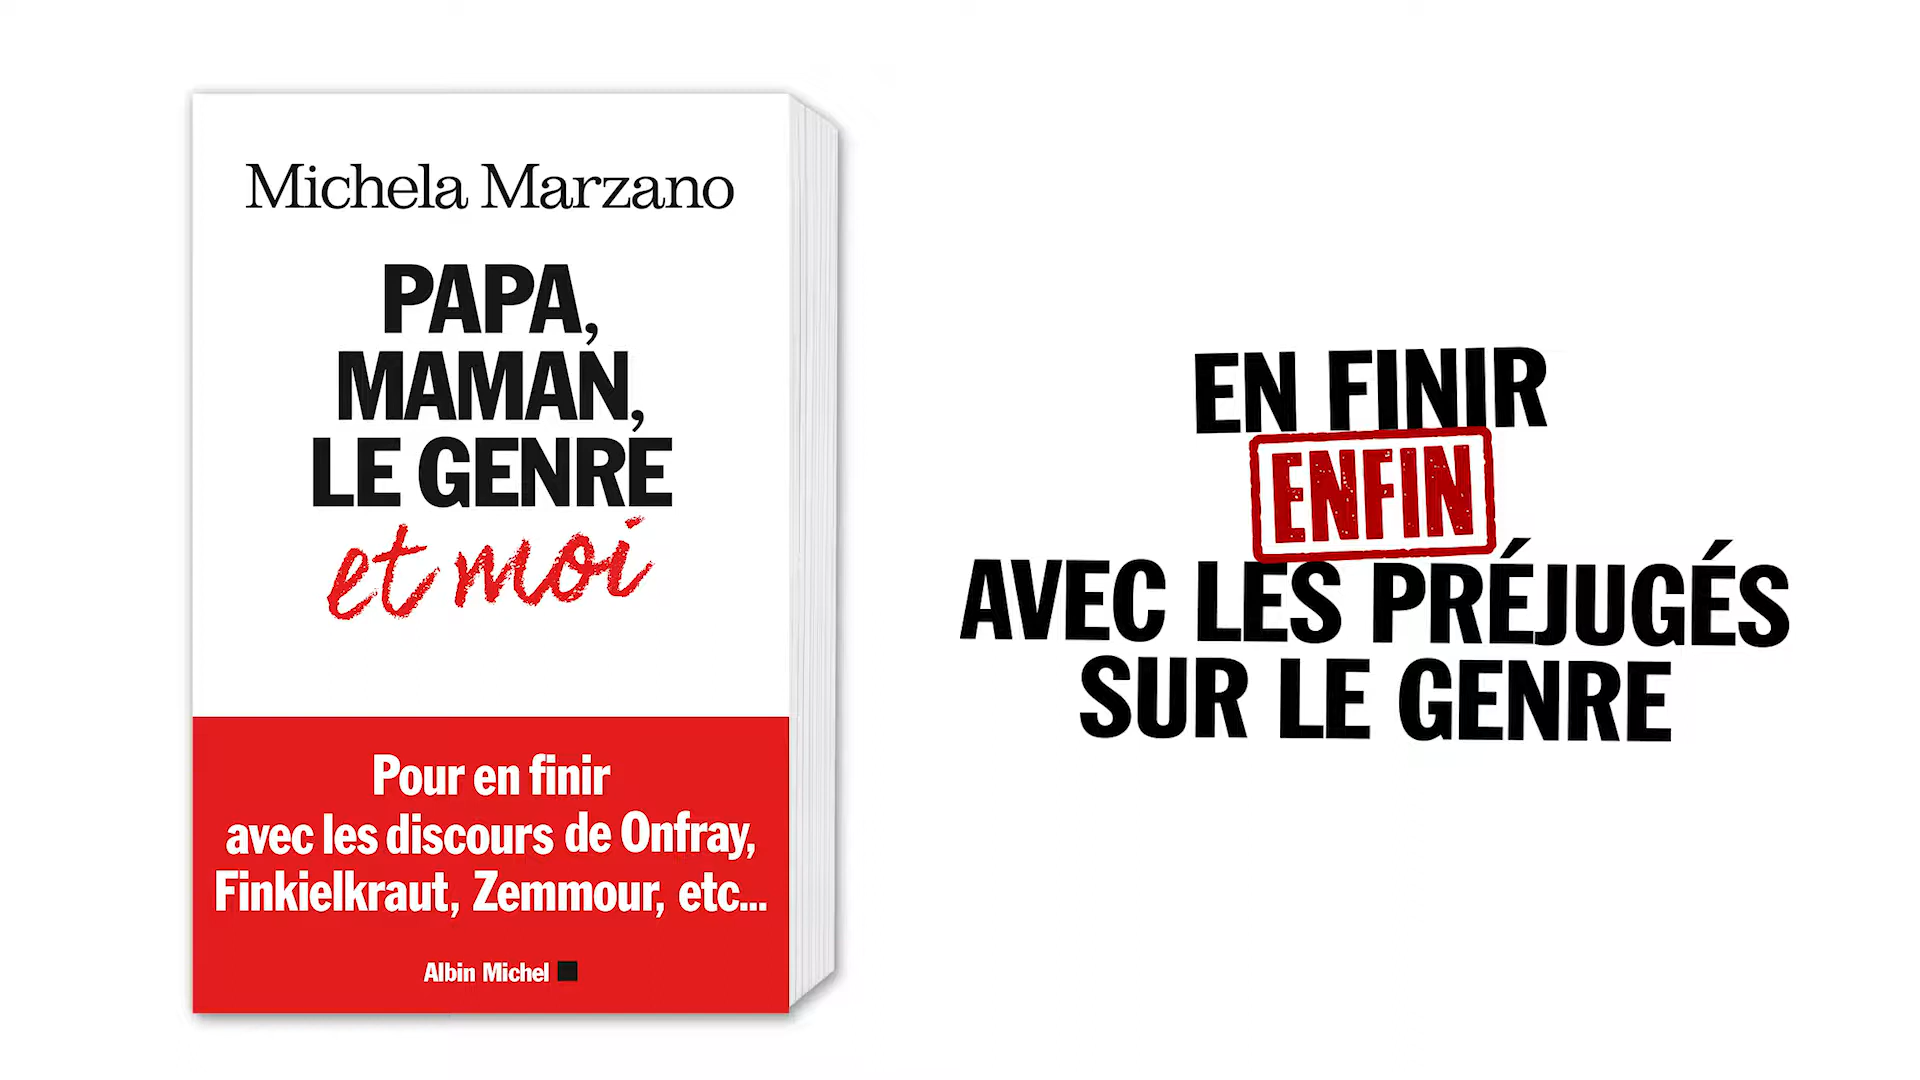 Michela Marzano
PAPA,
MAMAN,
LE GENRE
et moi
Pour en finir
avec les discours de Onfray,
Finkielkraut, Zemmour, etc...
Albin Michel
EN FINIR
ENFIN
AVEC LES PRÉJUGÉS
SUR LE GENRE